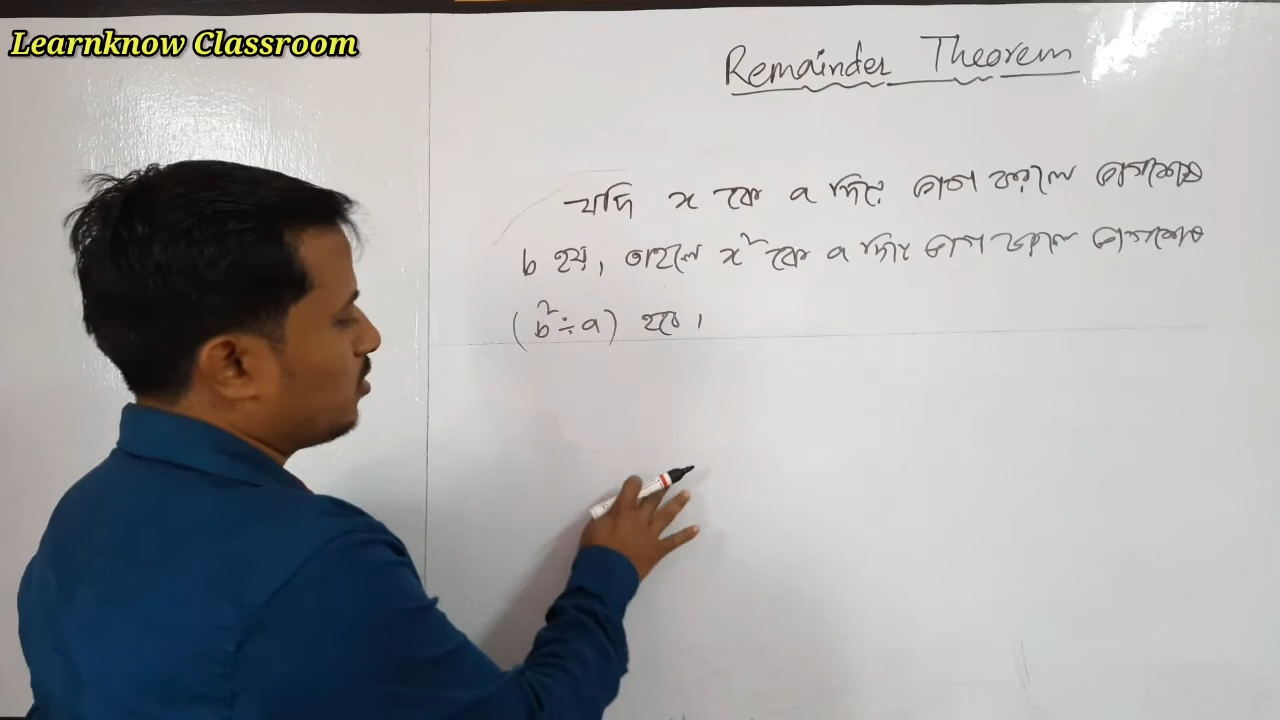 Learnknow Classroom
Remainder Theorem
যদি x কে a দিয়ে ভাগ করলে ভাগশেষ
b হয়, তাহলে x² কে a দিয়ে ভাগ করলে ভাগশেষ
(b² ÷ a) হবে।